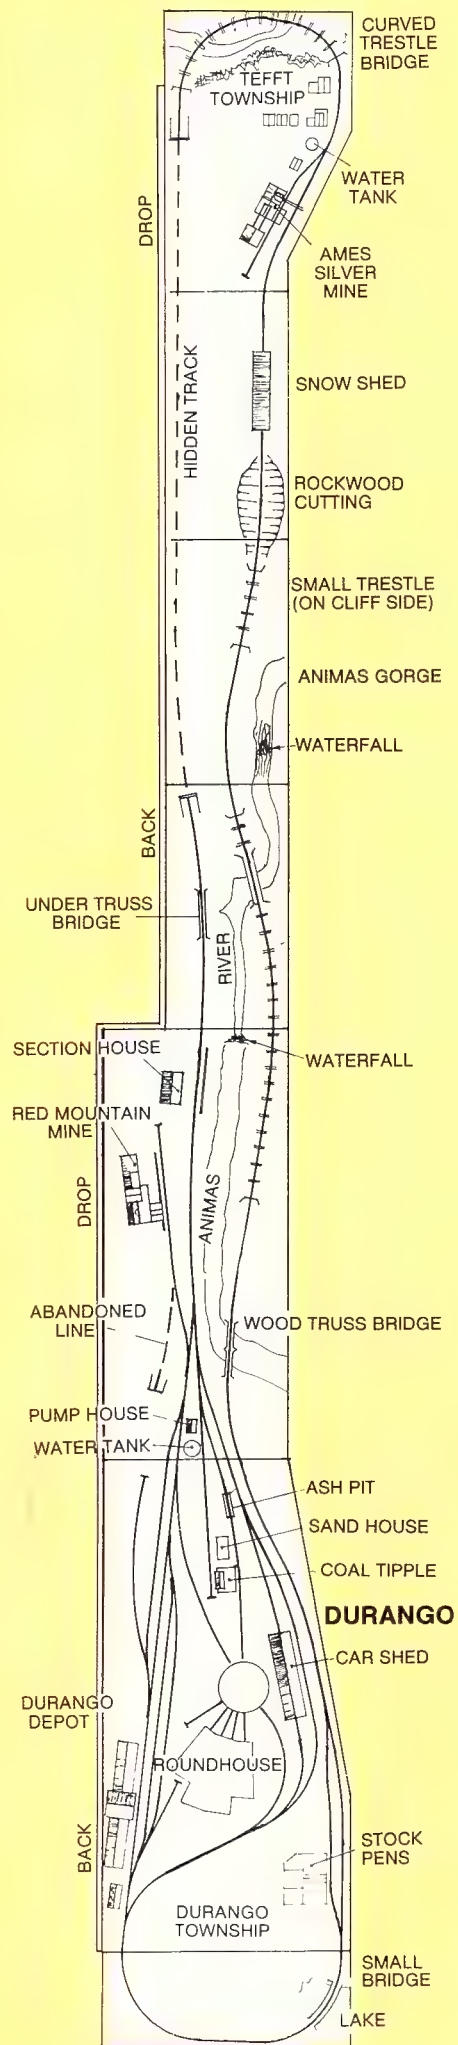 CURVED
TRESTLE
BRIDGE
TEFFT
TOWNSHIP
WATER
TANK
DROP
AMES
SILVER
MINE
HIDDEN TRACK
SNOW SHED
ROCKWOOD
CUTTING
SMALL TRESTLE
(ON CLIFF SIDE)
ANIMAS GORGE
WATERFALL
BACK
UNDER TRUSS
BRIDGE
RIVER
SECTION HOUSE
WATERFALL
RED MOUNTAIN
MINE
DROP
ANIMAS
ABANDONED
LINE
WOOD TRUSS BRIDGE
PUMP HOUSE
WATER TANK
ASH PIT
SAND HOUSE
COAL TIPPLE
DURANGO
CAR SHED
DURANGO
DEPOT
ROUNDHOUSE
BACK
STOCK
PENS
DURANGO
TOWNSHIP
SMALL
BRIDGE
LAKE